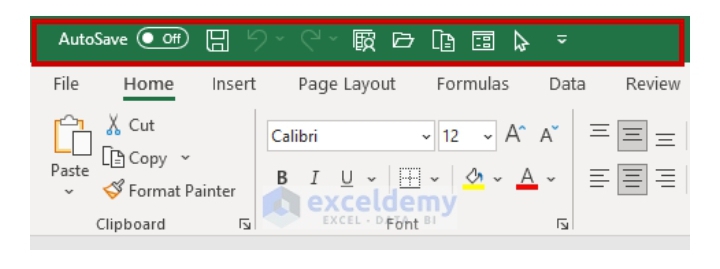 AutoSave Off
File Home Insert Page Layout Formulas Data Review
Cut
Calibri 12
Copy
Paste
Format Painter
B I U A
exceldemy
EXCEL - DATA & BI
Clipboard Font